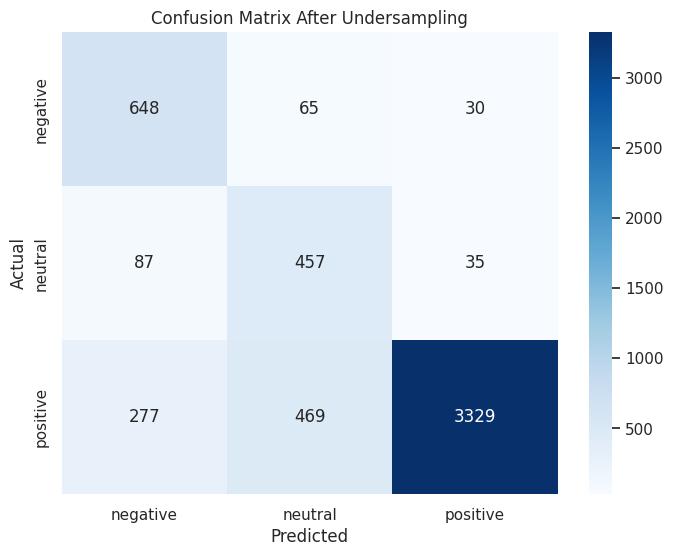 Confusion Matrix After Undersampling
negative
648
65
30
neutral
87
457
35
positive
277
469
3329
Actual
negative
neutral
positive
Predicted
3000
2500
2000
1500
1000
500